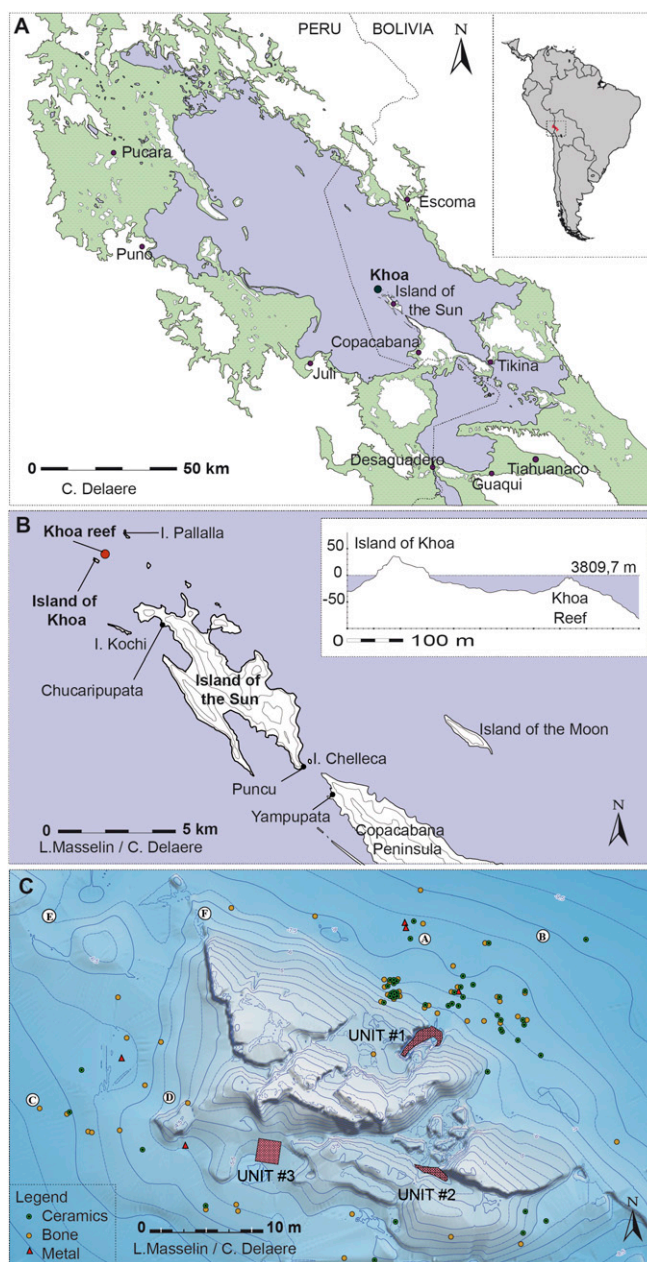 A
PERU BOLIVIA
N
Pucara
Escoma
Puno
Khoa
Island of
the Sun
Copacabana
Juli
Tikina
Desaguadero
Tiahuanaco
Guaqui
0 50 km
C. Delaere
B
Khoa reef
I. Pallalla
Island of
Khoa
I. Kochi
Chucaripupata
Island of
the Sun
Island of the Moon
I. Chelleca
Puncu
Yampupata
Copacabana
Peninsula
N
0 5 km
L.Masselin / C. Delaere
Island of Khoa
50
0
-50
3809,7 m
Khoa
Reef
0 100 m
C
E
F
A
B
UNIT #1
C
D
UNIT #3
UNIT #2
Legend
Ceramics
Bone
Metal
0 10 m
L.Masselin / C. Delaere
N